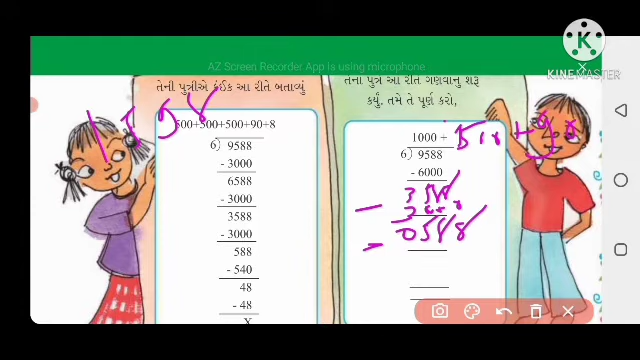 AZ Screen Recorder App is using microphone
KINEMASTER
તેની પુત્રીએ કંઈક આ રીતે બતાવ્યું
500+500+500+90+8
6) 9588
- 3000
6588
- 3000
3588
- 3000
588
- 540
48
- 48
X
તેના પુત્રે આ રીતે ગણવાનું શરૂ
કર્યું. તમે તે પૂર્ણ કરો,
1000 +
6) 9588
- 6000
0588